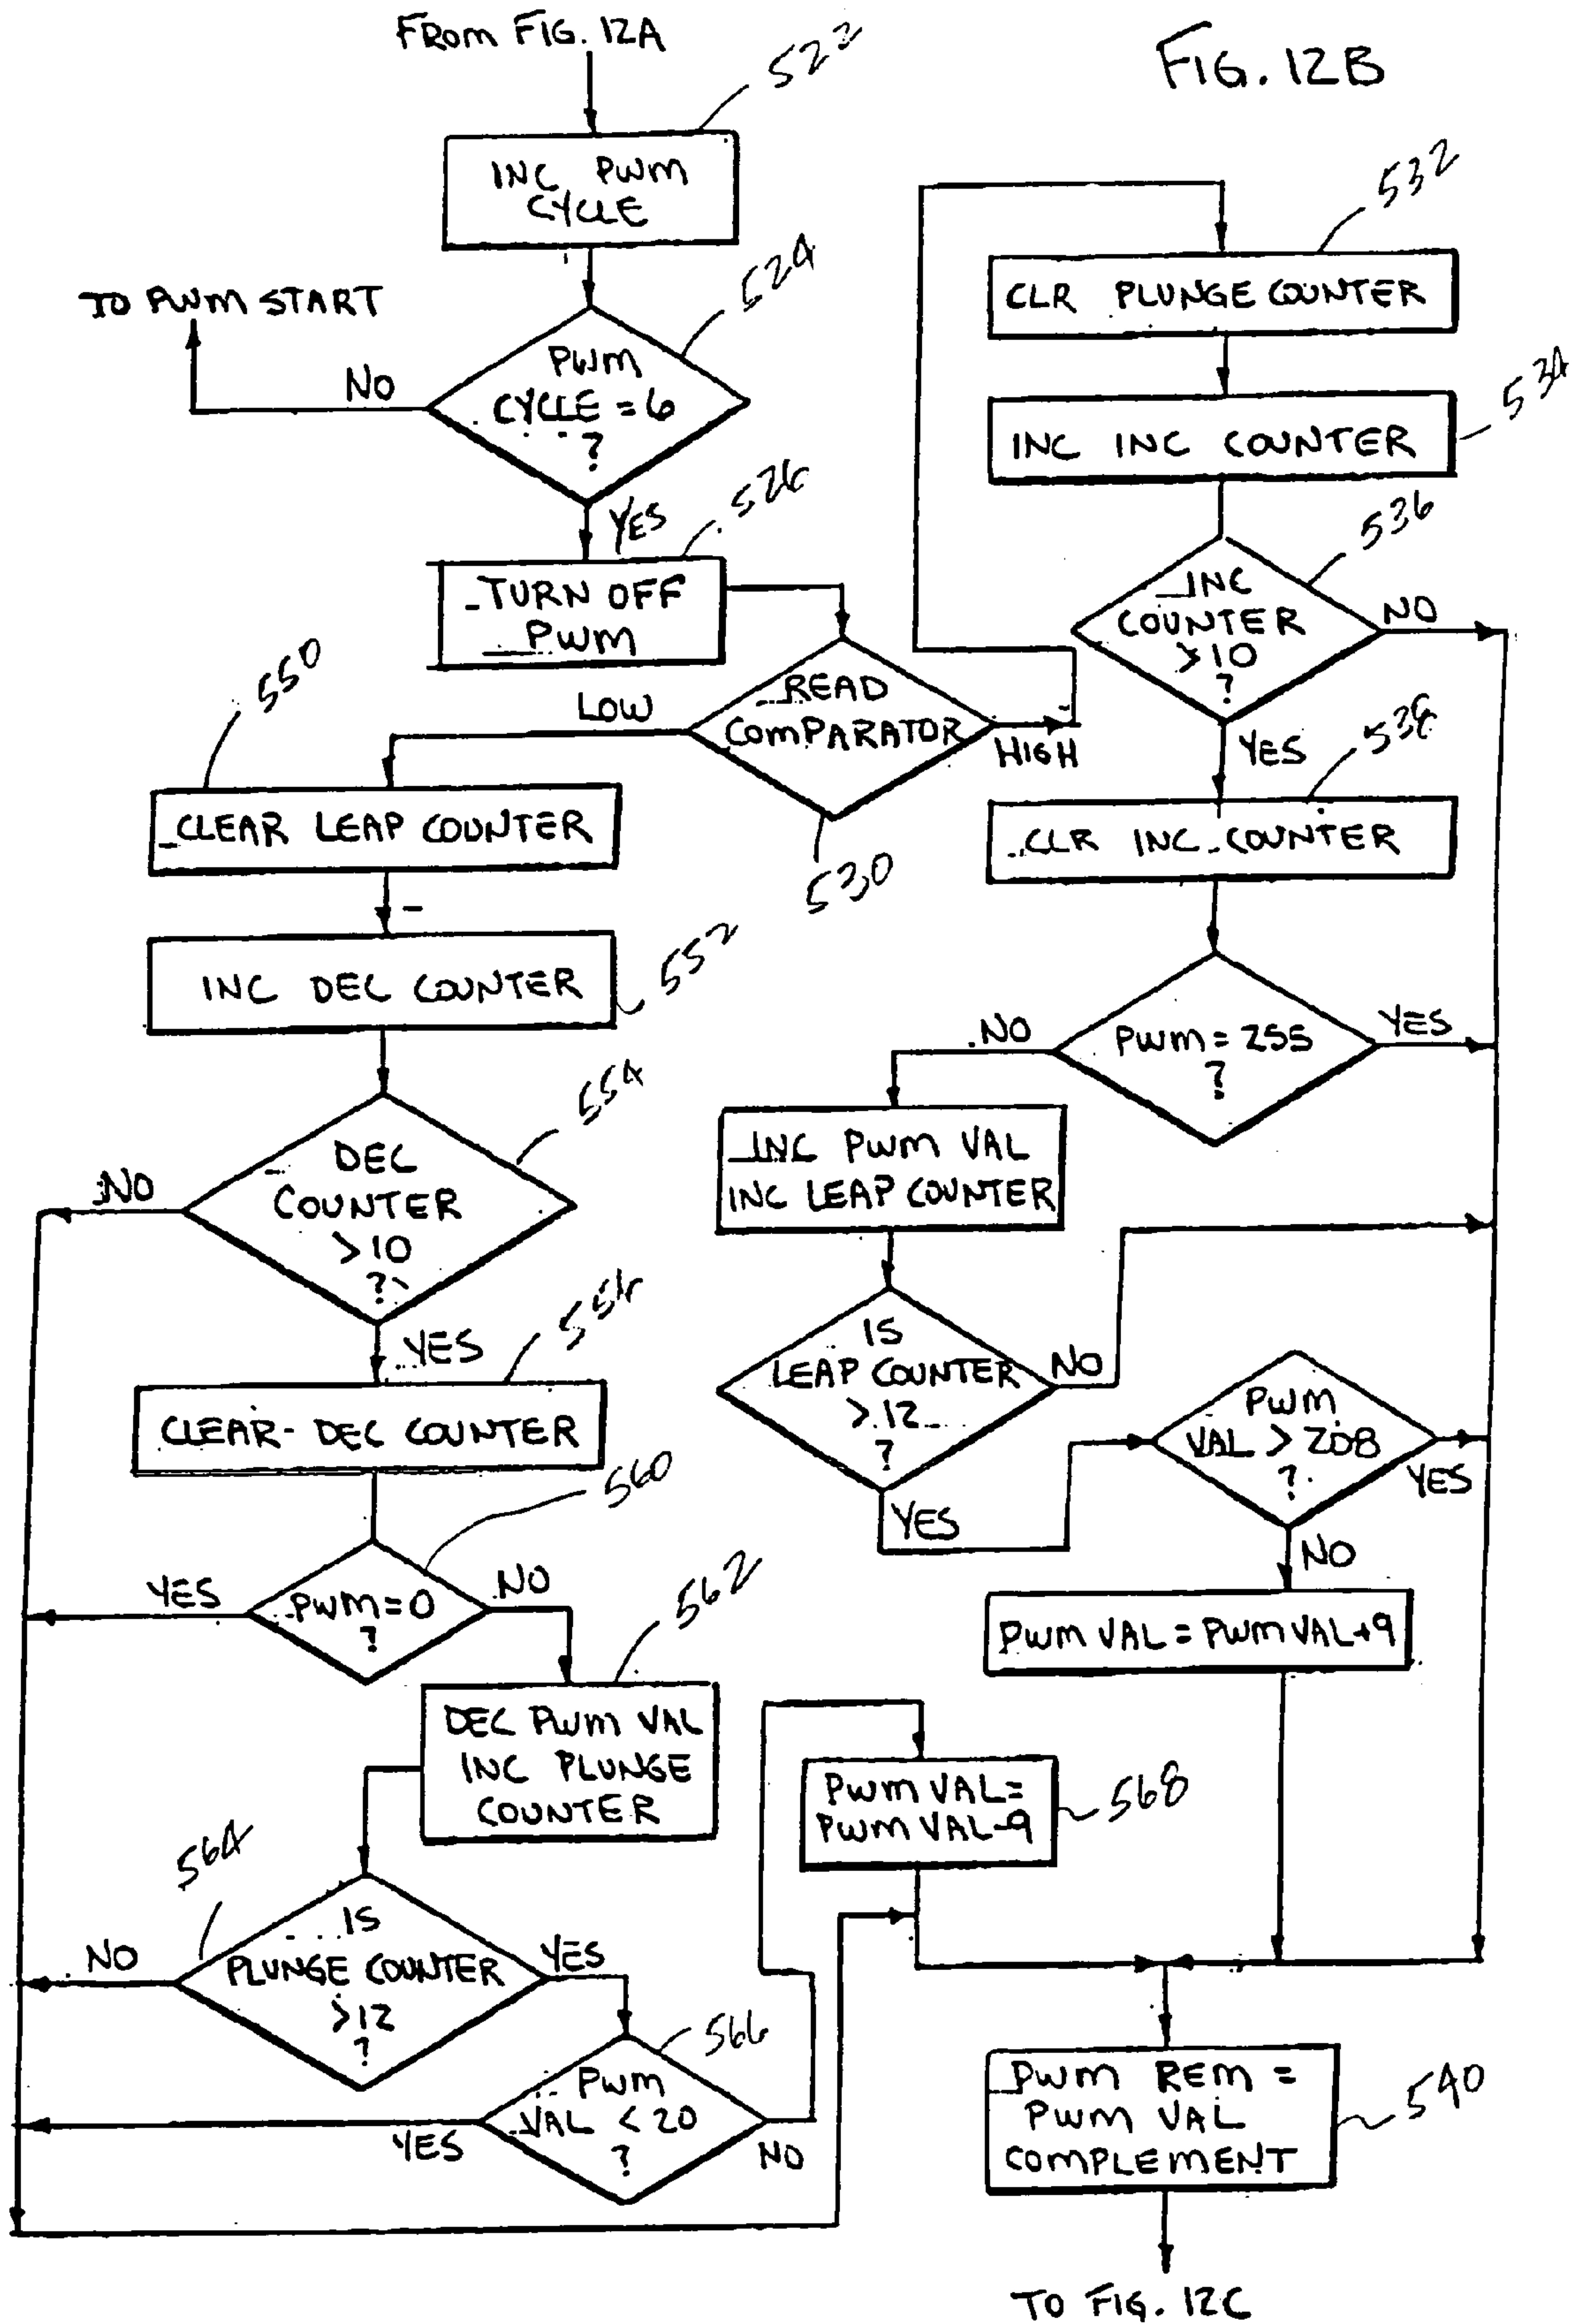 FROM FIG. 12A
FIG. 12B
522
INC PWM
CYCLE
524
TO PWM START
NO
PWM
CYCLE = 6
?
YES
526
TURN OFF
PWM
READ
COMPARATOR
530
LOW
HIGH
532
CLR PLUNGE COUNTER
534
INC INC COUNTER
536
INC
COUNTER
>10
?
NO
YES
538
CLR INC COUNTER
PWM = 255
?
YES
NO
INC PWM VAL
INC LEAP COUNTER
IS
LEAP COUNTER
>12
?
NO
YES
PWM
VAL > 208
?
YES
NO
PWM VAL = PWM VAL+9
550
CLEAR LEAP COUNTER
552
INC DEC COUNTER
554
DEC
COUNTER
>10
?
NO
YES
556
CLEAR DEC COUNTER
560
PWM=0
?
YES
NO
562
DEC PWM VAL
INC PLUNGE
COUNTER
564
IS
PLUNGE COUNTER
>12
?
NO
YES
566
PWM
VAL < 20
?
YES
NO
PWM VAL=
PWM VAL-9
568
PWM REM =
PWM VAL
COMPLEMENT
540
TO FIG. 12C